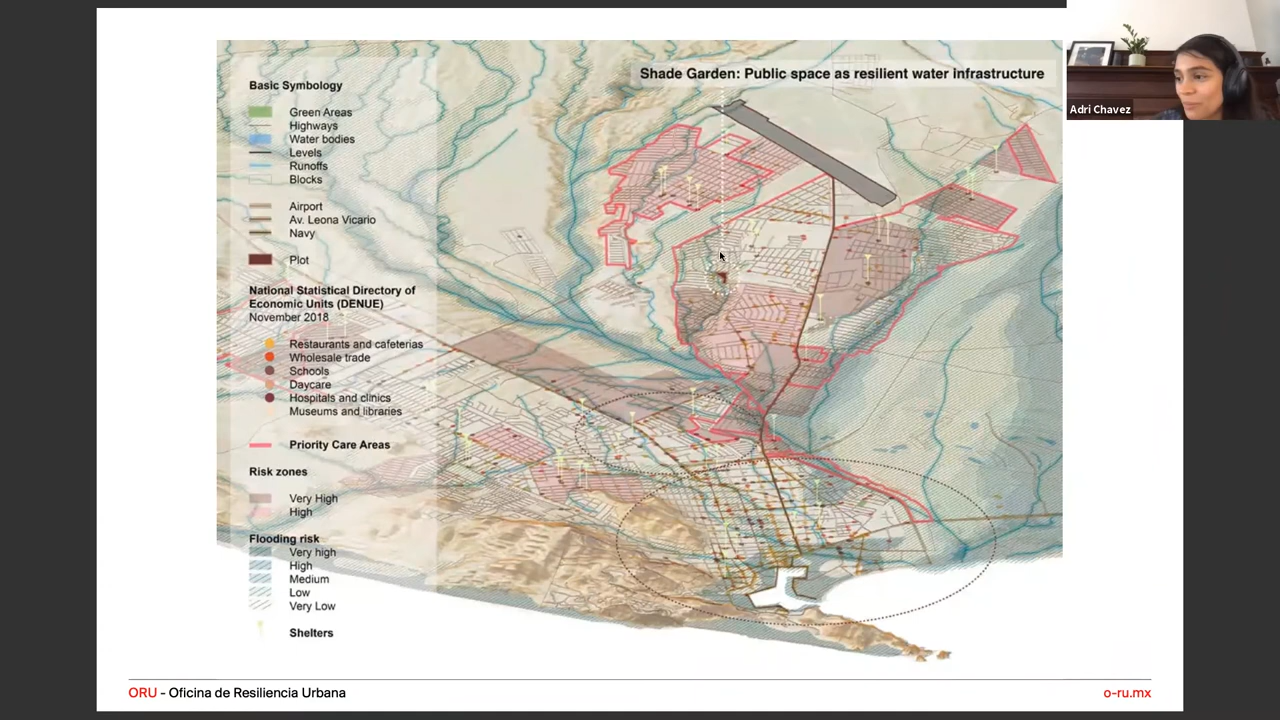 Shade Garden: Public space as resilient water infrastructure
Adri Chavez
Basic Symbology
Green Areas
Highways
Water bodies
Levels
Runoffs
Blocks
Airport
Av. Leona Vicario
Navy
Plot
National Statistical Directory of
Economic Units (DENUE)
November 2018
Restaurants and cafeterias
Wholesale trade
Schools
Daycare
Hospitals and clinics
Museums and libraries
Priority Care Areas
Risk zones
Very High
High
Flooding risk
Very high
High
Medium
Low
Very Low
Shelters
ORU - Oficina de Resiliencia Urbana
o-ru.mx